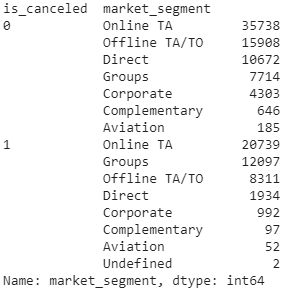 is_canceled  market_segment
0            Online TA         35738
             Offline TA/TO     15908
             Direct            10672
             Groups             7714
             Corporate          4303
             Complementary       646
             Aviation            185
1            Online TA         20739
             Groups            12097
             Offline TA/TO      8311
             Direct             1934
             Corporate           992
             Complementary        97
             Aviation             52
             Undefined             2
Name: market_segment, dtype: int64